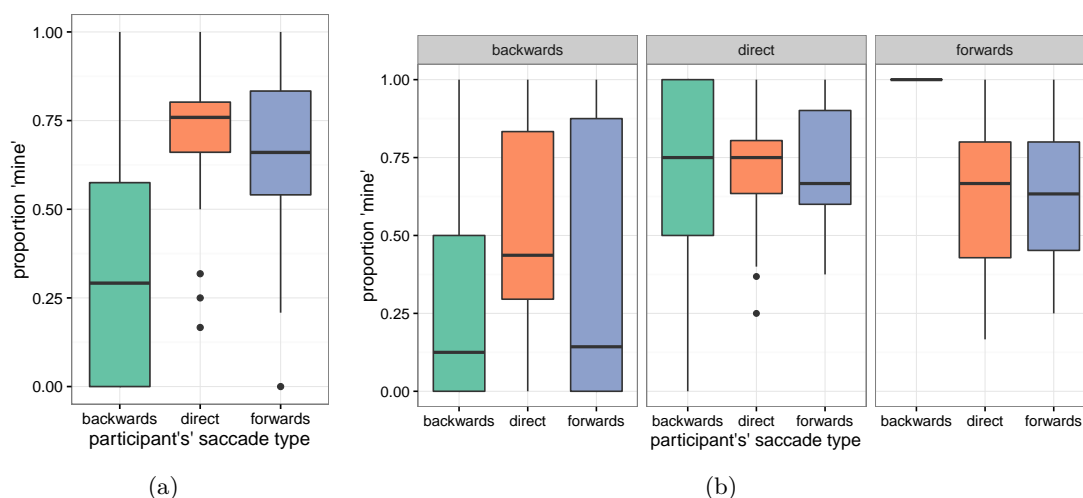 1.00
0.75
0.50
0.25
0.00
proportion 'mine'
backwards direct forwards
participant's' saccade type
(a)
backwards direct forwards
1.00
0.75
0.50
0.25
0.00
proportion 'mine'
backwards direct forwards backwards direct forwards backwards direct forwards
participant's' saccade type
(b)